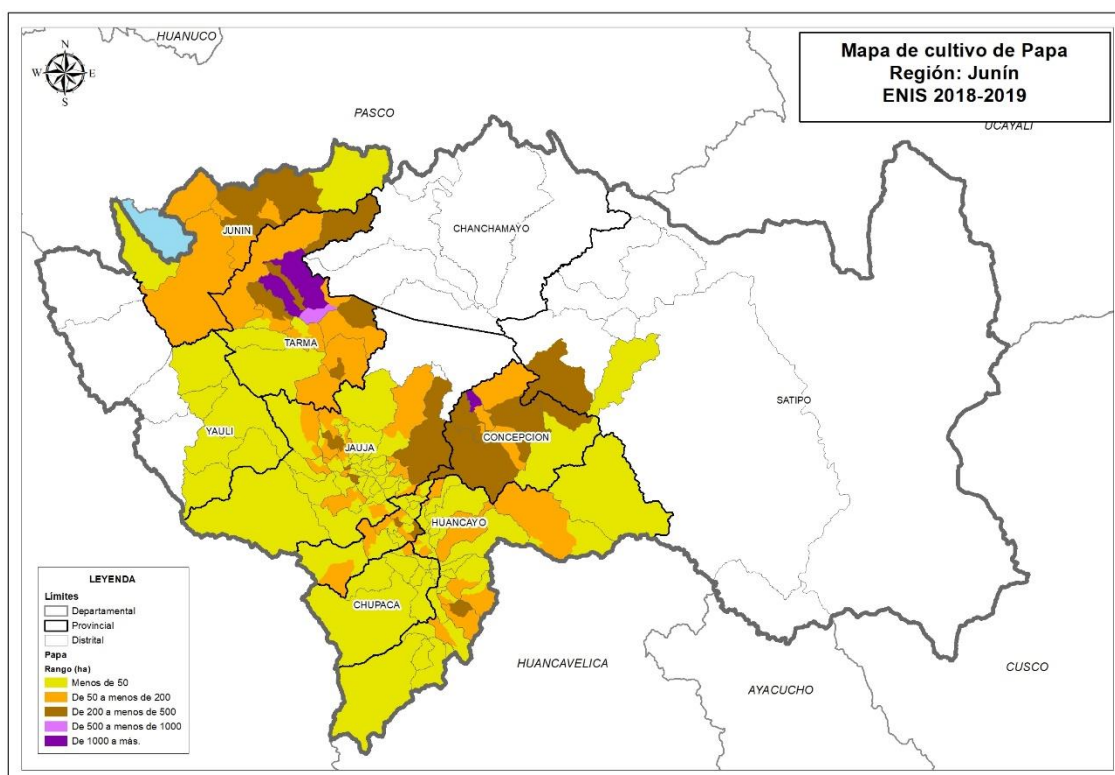 HUANUCO
Mapa de cultivo de Papa
Región: Junín
ENIS 2018-2019
N
W E
S
PASCO
UCAYALI
JUNIN
CHANCHAMAYO
TARMA
SATIPO
YAULI
JAUJA
CONCEPCION
HUANCAYO
CHUPACA
HUANCAVELICA
AYACUCHO
CUSCO
LEYENDA
Límites
Departamental
Provincial
Distrital
Papa
Rango (ha)
Menos de 50
De 50 a menos de 200
De 200 a menos de 500
De 500 a menos de 1000
De 1000 a más.